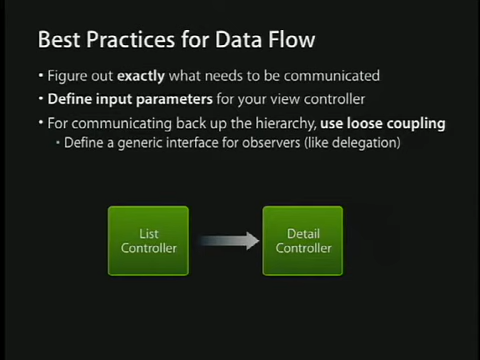 Best Practices for Data Flow
• Figure out exactly what needs to be communicated
• Define input parameters for your view controller
• For communicating back up the hierarchy, use loose coupling
• Define a generic interface for observers (like delegation)
List
Controller
Detail
Controller